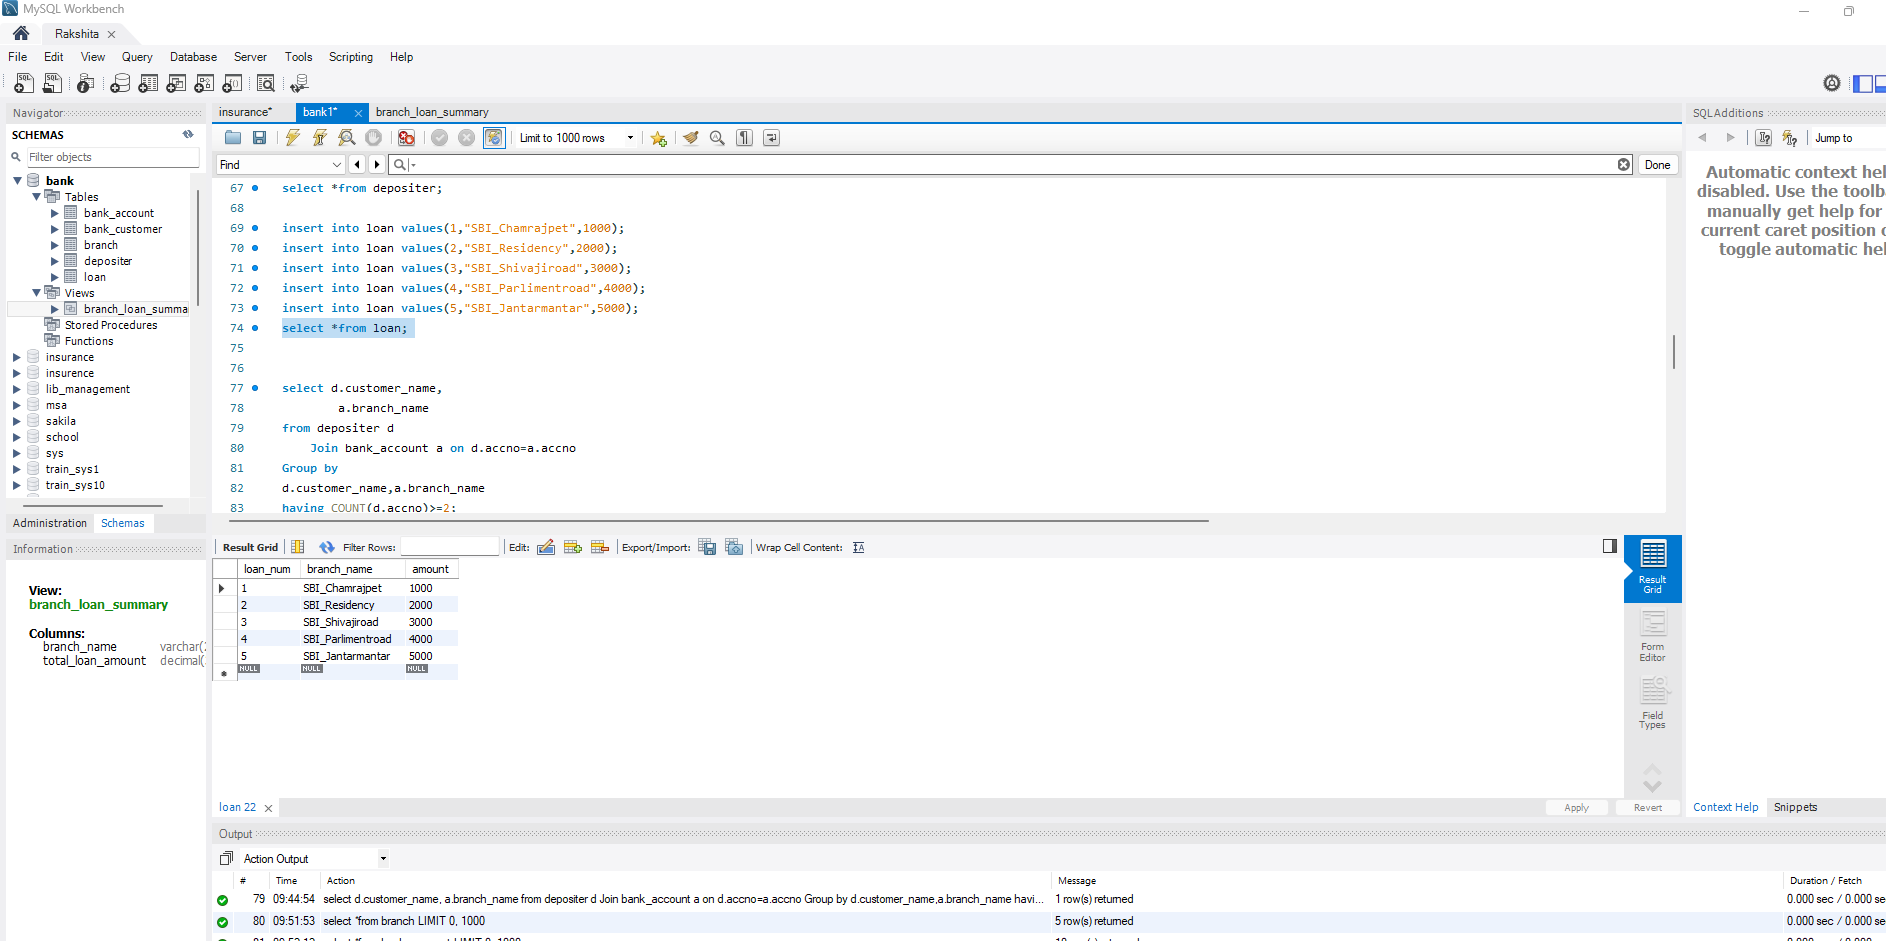 MySQL Workbench
Rakshita
File Edit View Query Database Server Tools Scripting Help
Navigator
SCHEMAS
Filter objects
bank
Tables
bank_account
bank_customer
branch
depositer
loan
Views
branch_loan_summa
Stored Procedures
Functions
insurance
insurence
lib_management
msa
sakila
school
sys
train_sys1
train_sys10
Administration Schemas
Information
View:
branch_loan_summary
Columns:
branch_name varchar(
total_loan_amount decimal(
insurance* bank1* branch_loan_summary
Limit to 1000 rows
Find
Done
67 select *from depositer;
68
69 insert into loan values(1,"SBI_Chamrajpet",1000);
70 insert into loan values(2,"SBI_Residency",2000);
71 insert into loan values(3,"SBI_Shivajiroad",3000);
72 insert into loan values(4,"SBI_Parlimentroad",4000);
73 insert into loan values(5,"SBI_Jantarmantar",5000);
74 select *from loan;
75
76
77 select d.customer_name,
78 a.branch_name
79 from depositer d
80 Join bank_account a on d.accno=a.accno
81 Group by
82 d.customer_name,a.branch_name
83 having COUNT(d.accno)>=2;
Result Grid Filter Rows: Edit: Export/Import: Wrap Cell Content:
loan_num branch_name amount
1 SBI_Chamrajpet 1000
2 SBI_Residency 2000
3 SBI_Shivajiroad 3000
4 SBI_Parlimentroad 4000
5 SBI_Jantarmantar 5000
NULL NULL NULL
Result
Grid
Form
Editor
Field
Types
loan 22
Apply Revert
SQLAdditions
Jump to
Automatic context hel
disabled. Use the toolb
manually get help for
current caret position
toggle automatic hel
Context Help Snippets
Output
Action Output
# Time Action Message Duration / Fetch
79 09:44:54 select d.customer_name, a.branch_name from depositer d Join bank_account a on d.accno=a.accno Group by d.customer_name,a.branch_name havi... 1 row(s) returned 0.000 sec / 0.000 se
80 09:51:53 select *from branch LIMIT 0, 1000 5 row(s) returned 0.000 sec / 0.000 se